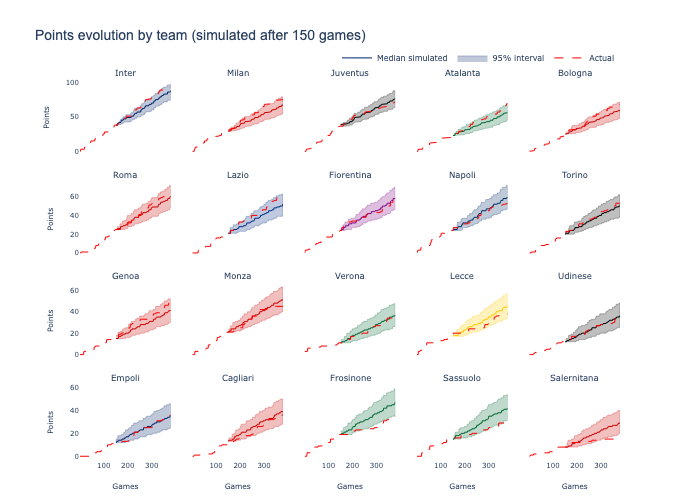 Points evolution by team (simulated after 150 games)
Median simulated 95% interval Actual
Inter Milan Juventus Atalanta Bologna
100
50
0
Points
Roma Lazio Fiorentina Napoli Torino
60
40
20
0
Points
Genoa Monza Verona Lecce Udinese
60
40
20
0
Points
Empoli Cagliari Frosinone Sassuolo Salernitana
60
40
20
0
Points
100 200 300 100 200 300 100 200 300 100 200 300 100 200 300
Games Games Games Games Games